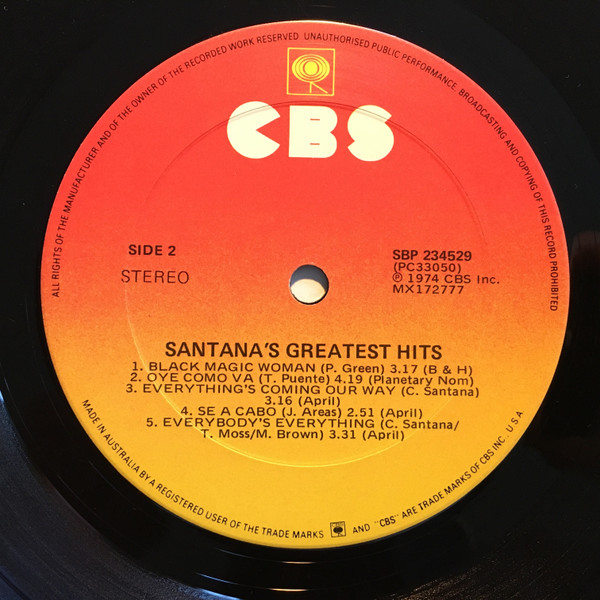 ALL RIGHTS OF THE MANUFACTURER AND OF THE OWNER OF THE RECORDED WORK RESERVED UNAUTHORISED PUBLIC PERFORMANCE, BROADCASTING AND COPYING OF THIS RECORD PROHIBITED
CBS
SIDE 2
STEREO
SBP 234529
(PC33050)
℗ 1974 CBS Inc.
MX172777
SANTANA'S GREATEST HITS
1. BLACK MAGIC WOMAN (P. Green) 3.17 (B & H)
2. OYE COMO VA (T. Puente) 4.19 (Planetary Nom)
3. EVERYTHING'S COMING OUR WAY (C. Santana)
3.16 (April)
4. SE A CABO (J. Areas) 2.51 (April)
5. EVERYBODY'S EVERYTHING (C. Santana/
T. Moss/M. Brown) 3.31 (April)
MADE IN AUSTRALIA BY A REGISTERED USER OF THE TRADE MARKS AND "CBS" ARE TRADE MARKS OF CBS INC. U.S.A